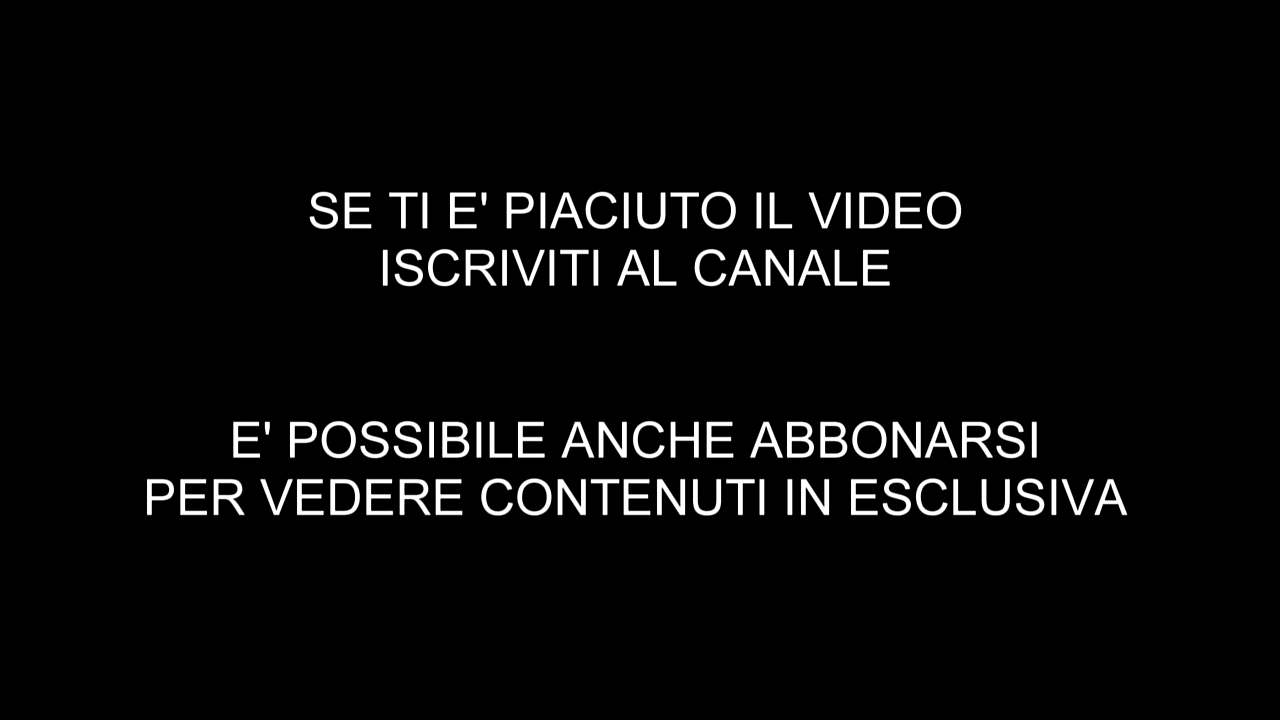 SE TI E' PIACIUTO IL VIDEO
ISCRIVITI AL CANALE
E' POSSIBILE ANCHE ABBONARSI
PER VEDERE CONTENUTI IN ESCLUSIVA